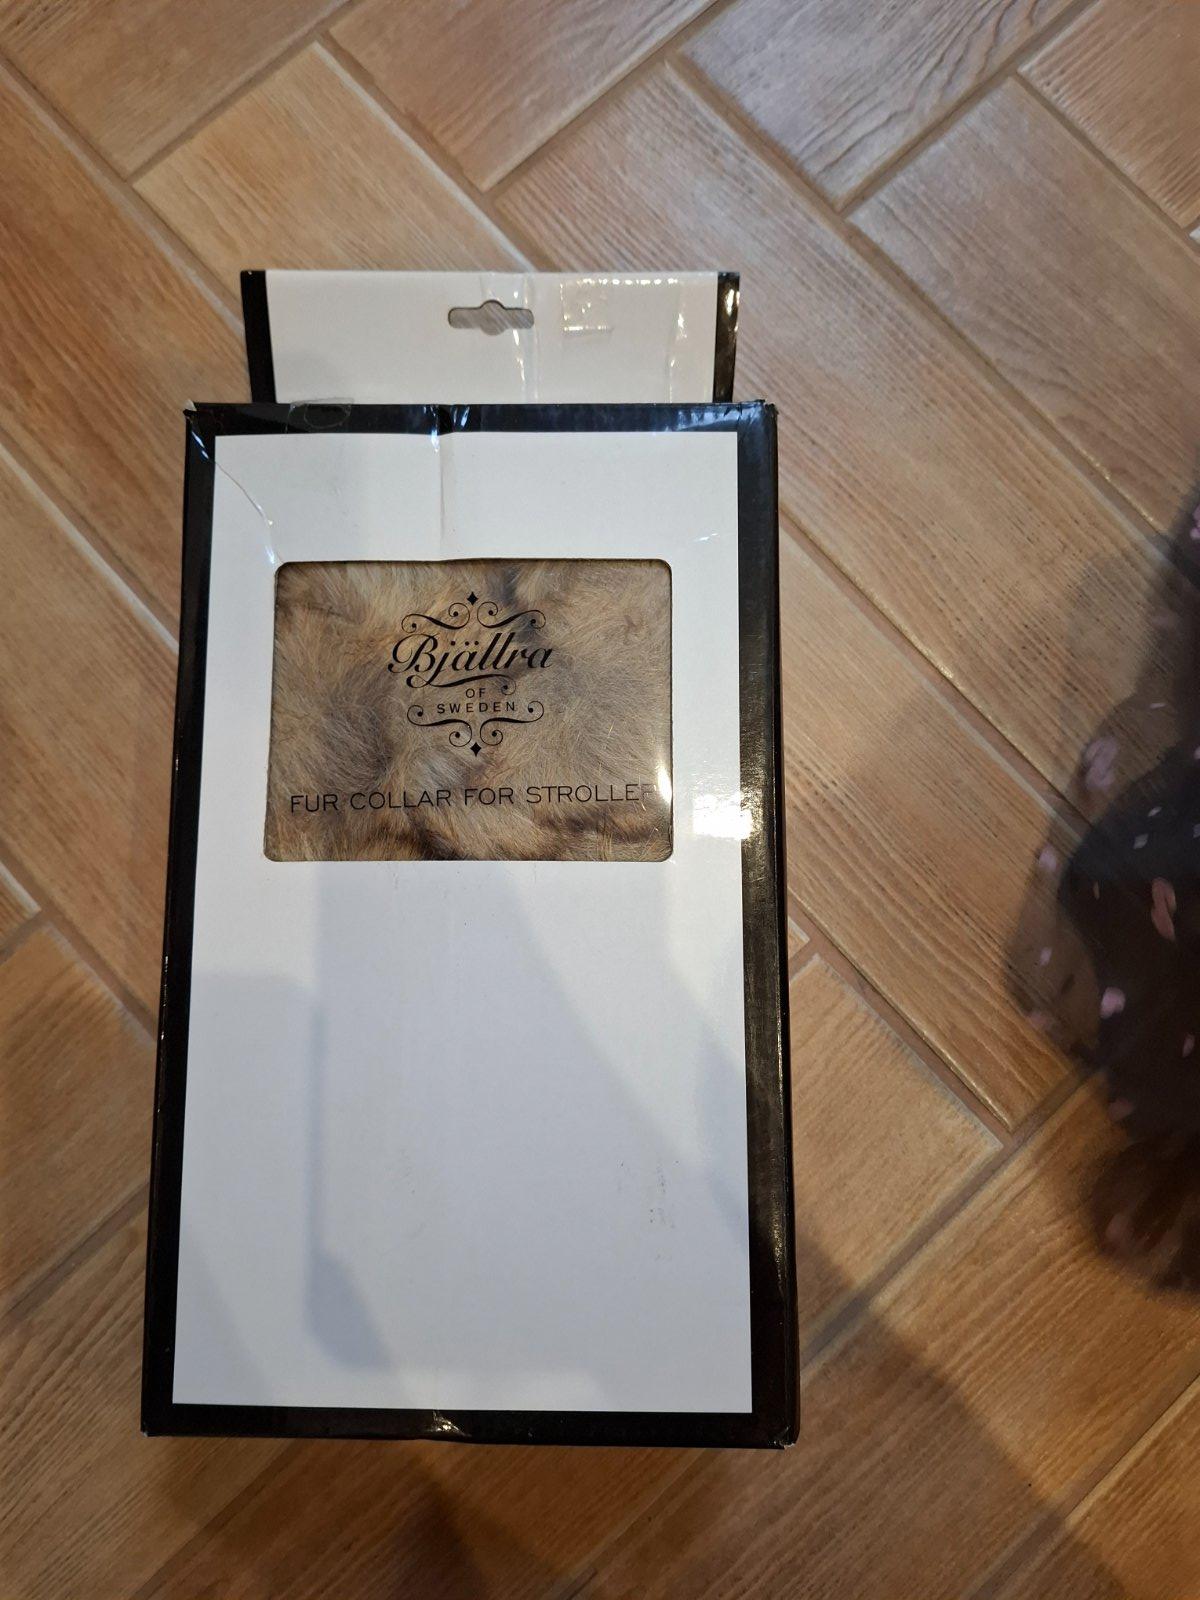 Bjällra
OF
SWEDEN
FUR COLLAR FOR STROLLER